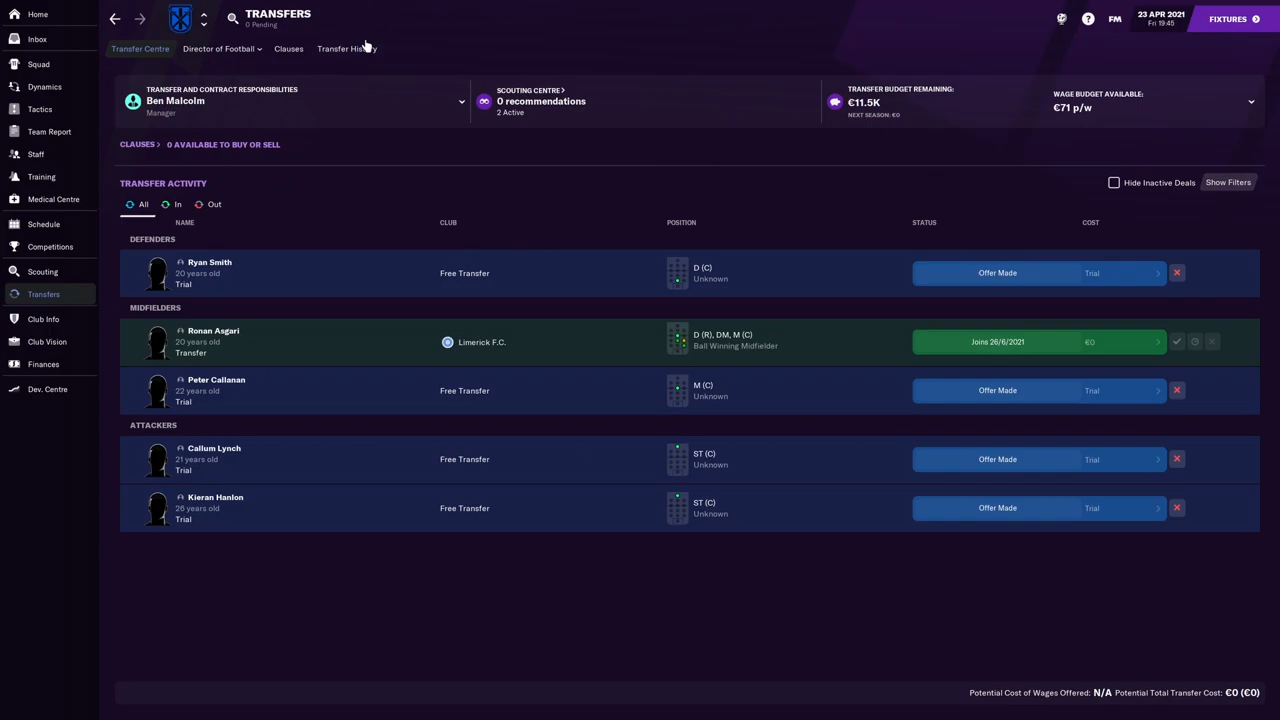 Home
Inbox
Squad
Dynamics
Tactics
Team Report
Staff
Training
Medical Centre
Schedule
Competitions
Scouting
Transfers
Club Info
Club Vision
Finances
Dev. Centre
TRANSFERS
0 Pending
FM
23 APR 2021
Fri 19:45
FIXTURES
Transfer Centre
Director of Football
Clauses
Transfer History
TRANSFER AND CONTRACT RESPONSIBILITIES
Ben Malcolm
Manager
SCOUTING CENTRE >
0 recommendations
2 Active
TRANSFER BUDGET REMAINING:
€11.5K
NEXT SEASON: €0
WAGE BUDGET AVAILABLE:
€71 p/w
CLAUSES > 0 AVAILABLE TO BUY OR SELL
TRANSFER ACTIVITY
Hide Inactive Deals
Show Filters
All In Out
NAME CLUB POSITION STATUS COST
DEFENDERS
Ryan Smith
20 years old
Trial
Free Transfer
D (C)
Unknown
Offer Made Trial
MIDFIELDERS
Ronan Asgari
20 years old
Transfer
Limerick F.C.
D (R), DM, M (C)
Ball Winning Midfielder
Joins 26/6/2021 €0
Peter Callanan
22 years old
Trial
Free Transfer
M (C)
Unknown
Offer Made Trial
ATTACKERS
Callum Lynch
21 years old
Trial
Free Transfer
ST (C)
Unknown
Offer Made Trial
Kieran Hanlon
26 years old
Trial
Free Transfer
ST (C)
Unknown
Offer Made Trial
Potential Cost of Wages Offered: N/A Potential Total Transfer Cost: €0 (€0)